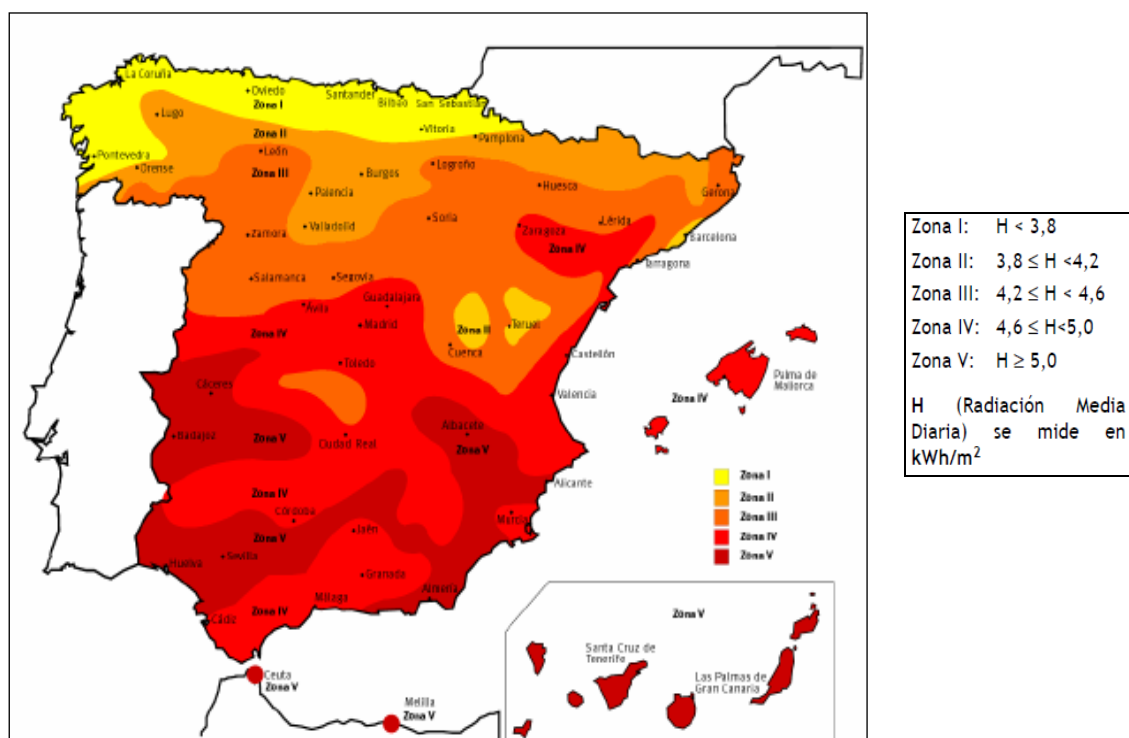 La Coruña
Oviedo
Santander
Bilbao
San Sebastián
Zona I
Lugo
Vitoria
Zona II
Pamplona
Pontevedra
Orense
León
Zona III
Burgos
Logroño
Palencia
Huesca
Gerona
Valladolid
Soria
Zamora
Zaragoza
Lérida
Zona IV
Barcelona
Tarragona
Salamanca
Segovia
Ávila
Guadalajara
Madrid
Zona IV
Zona II
Teruel
Cuenca
Toledo
Castellón
Palma de
Mallorca
Cáceres
Valencia
Zona IV
Badajoz
Zona V
Ciudad Real
Albacete
Zona V
Alicante
Zona IV
Córdoba
Murcia
Zona V
Jaén
Sevilla
Huelva
Granada
Almería
Málaga
Zona IV
Cádiz
Ceuta
Zona V
Melilla
Zona V
Zona I
Zona II
Zona III
Zona IV
Zona V
Zona V
Santa Cruz de
Tenerife
Las Palmas de
Gran Canaria
Zona I: H < 3,8
Zona II: 3,8 ≤ H <4,2
Zona III: 4,2 ≤ H < 4,6
Zona IV: 4,6 ≤ H<5,0
Zona V: H ≥ 5,0
H (Radiación Media
Diaria) se mide en
kWh/m²